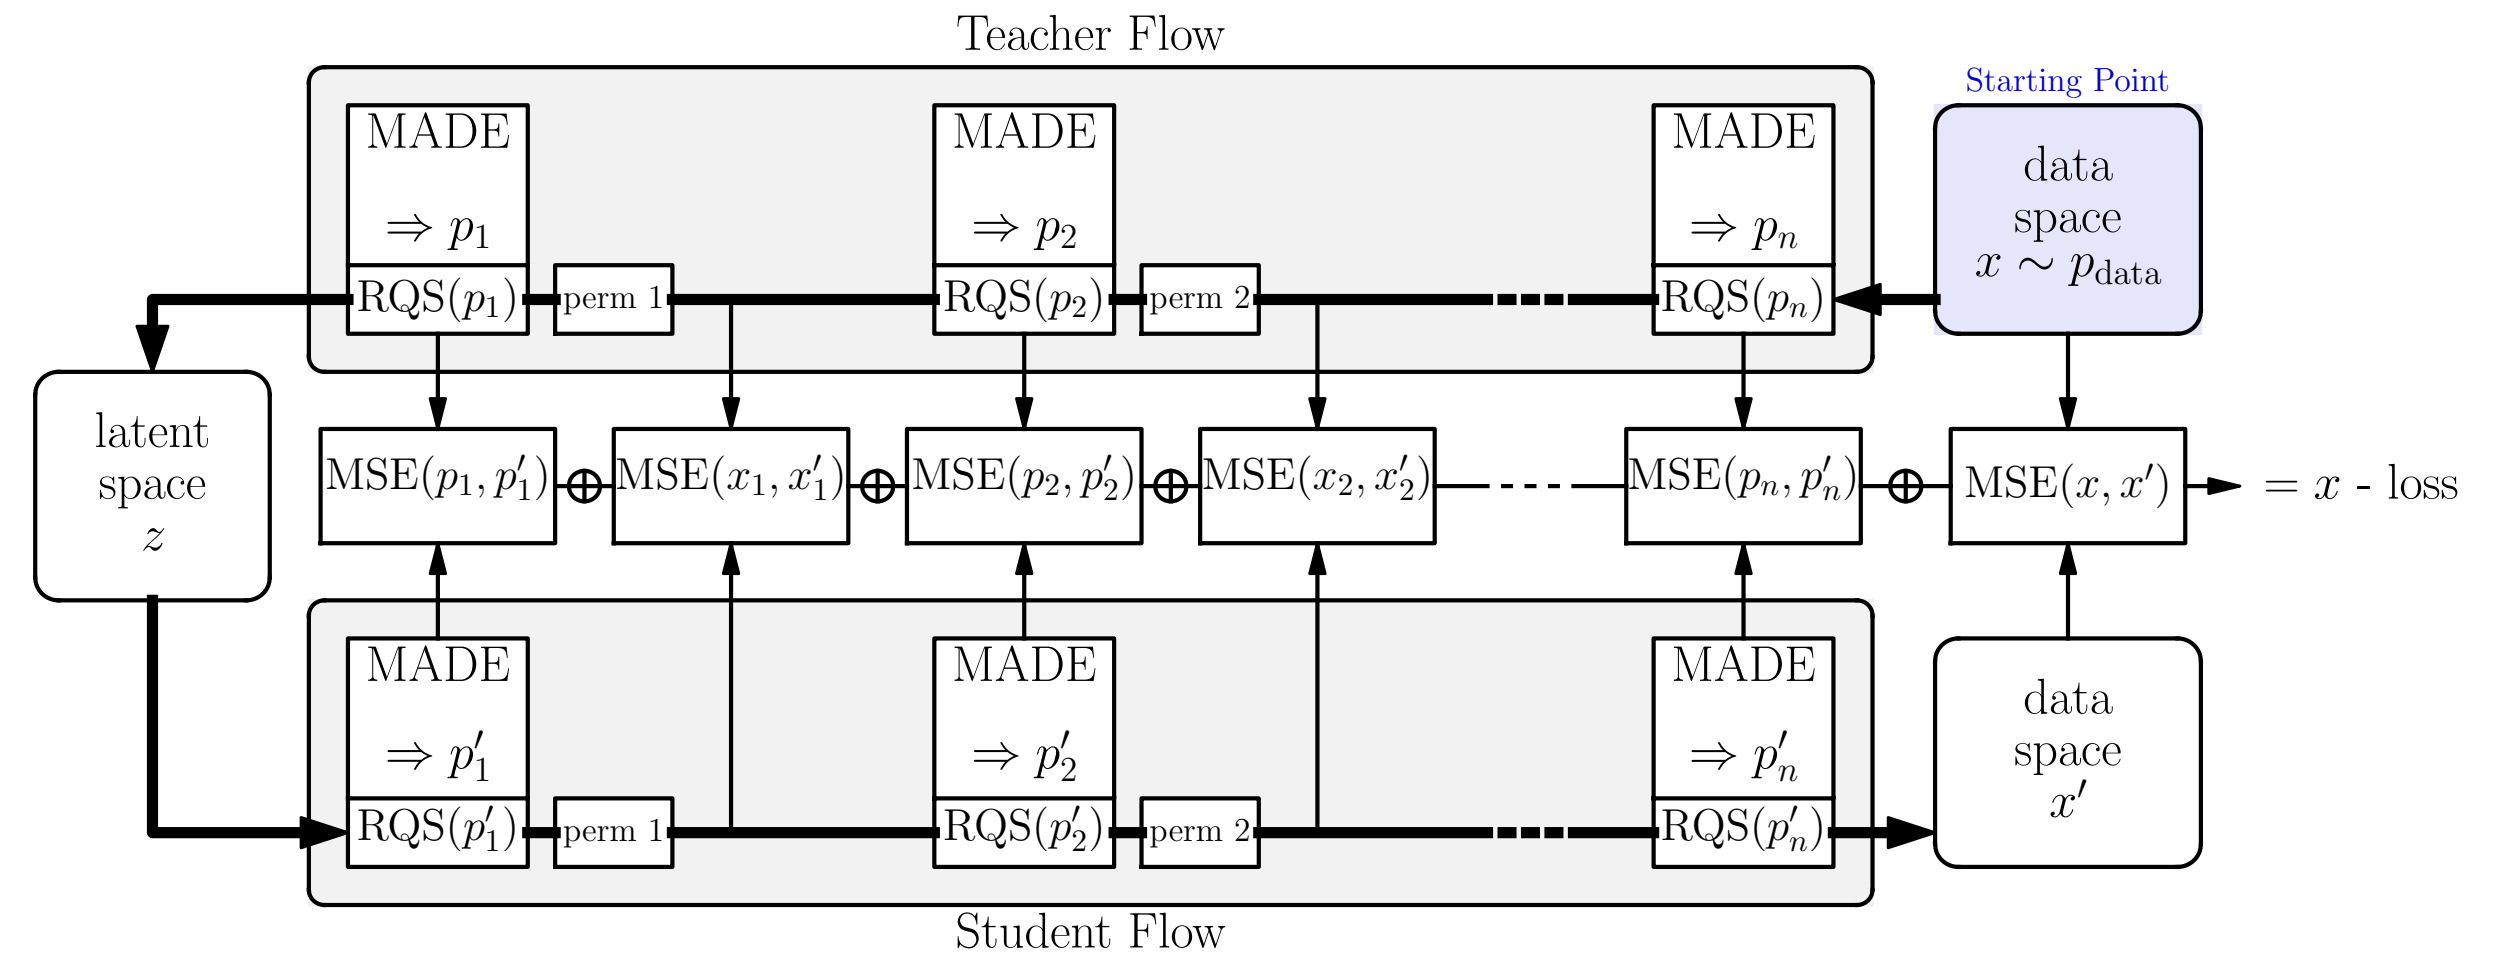 Teacher Flow
Starting Point
MADE
⇒ p₁
RQS(p₁)
perm 1
MADE
⇒ p₂
RQS(p₂)
perm 2
MADE
⇒ pₙ
RQS(pₙ)
data
space
x ∼ p_data
latent
space
z
MSE(p₁, p′₁)
⊕
MSE(x₁, x′₁)
⊕
MSE(p₂, p′₂)
⊕
MSE(x₂, x′₂)
MSE(pₙ, p′ₙ)
⊕
MSE(x, x′)
= x - loss
MADE
⇒ p′₁
RQS(p′₁)
perm 1
MADE
⇒ p′₂
RQS(p′₂)
perm 2
MADE
⇒ p′ₙ
RQS(p′ₙ)
data
space
x′
Student Flow